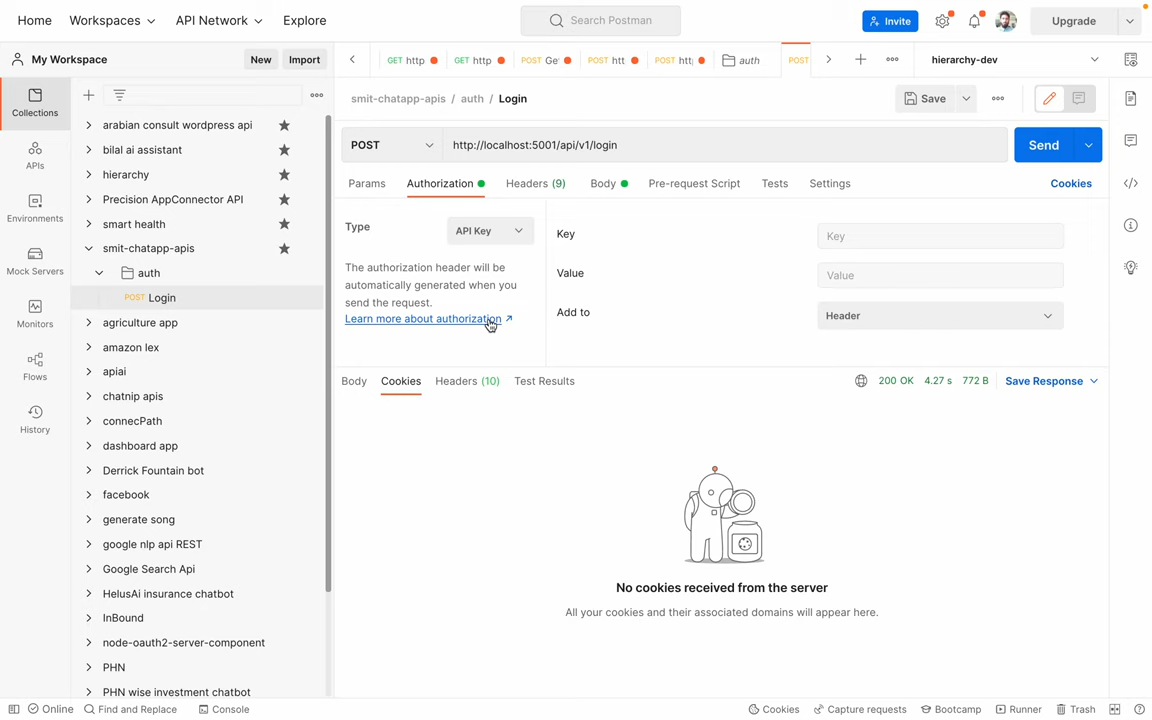 Home Workspaces API Network Explore Search Postman Invite Upgrade
My Workspace New Import GET http GET http POST Ge POST htt POST htt auth POST hierarchy-dev
Collections
APIs
Environments
Mock Servers
Monitors
Flows
History
arabian consult wordpress api
bilal ai assistant
hierarchy
Precision AppConnector API
smart health
smit-chatapp-apis
auth
POST Login
agriculture app
amazon lex
apiai
chatnip apis
connecPath
dashboard app
Derrick Fountain bot
facebook
generate song
google nlp api REST
Google Search Api
HelusAi insurance chatbot
InBound
node-oauth2-server-component
PHN
PHN wise investment chatbot
smit-chatapp-apis / auth / Login Save
POST http://localhost:5001/api/v1/login Send
Params Authorization Headers (9) Body Pre-request Script Tests Settings Cookies
Type API Key
The authorization header will be
automatically generated when you
send the request.
Learn more about authorization ↗
Key Key
Value Value
Add to Header
Body Cookies Headers (10) Test Results 200 OK 4.27 s 772 B Save Response
No cookies received from the server
All your cookies and their associated domains will appear here.
Online Find and Replace Console Cookies Capture requests Bootcamp Runner Trash